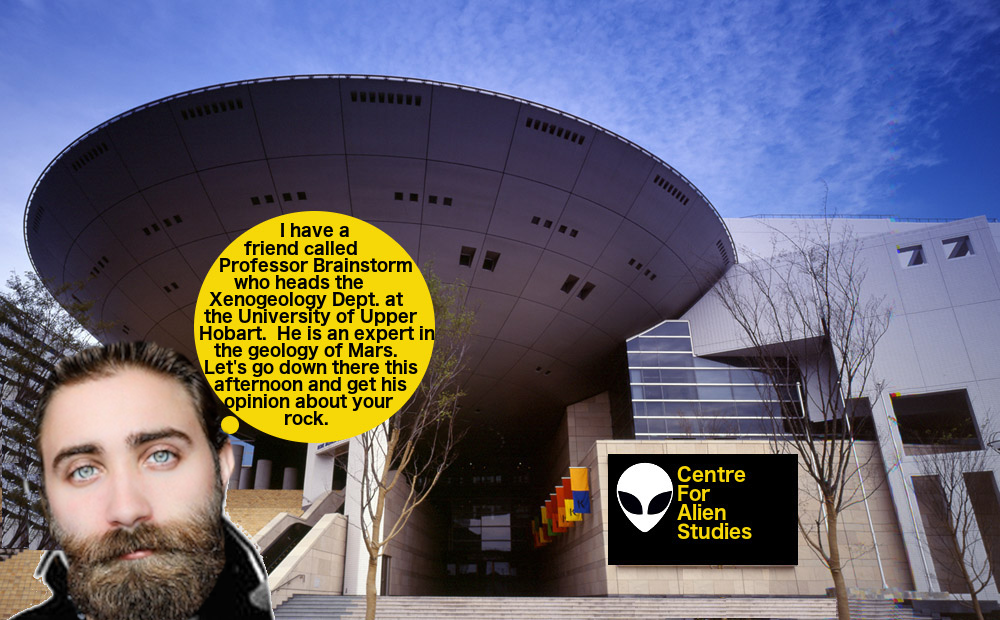 I have a
friend called
Professor Brainstorm
who heads the
Xenogeology Dept. at
the University of Upper
Hobart.  He is an expert in
the geology of Mars.
Let's go down there this
afternoon and get his
opinion about your
rock.
Centre
For
Alien
Studies